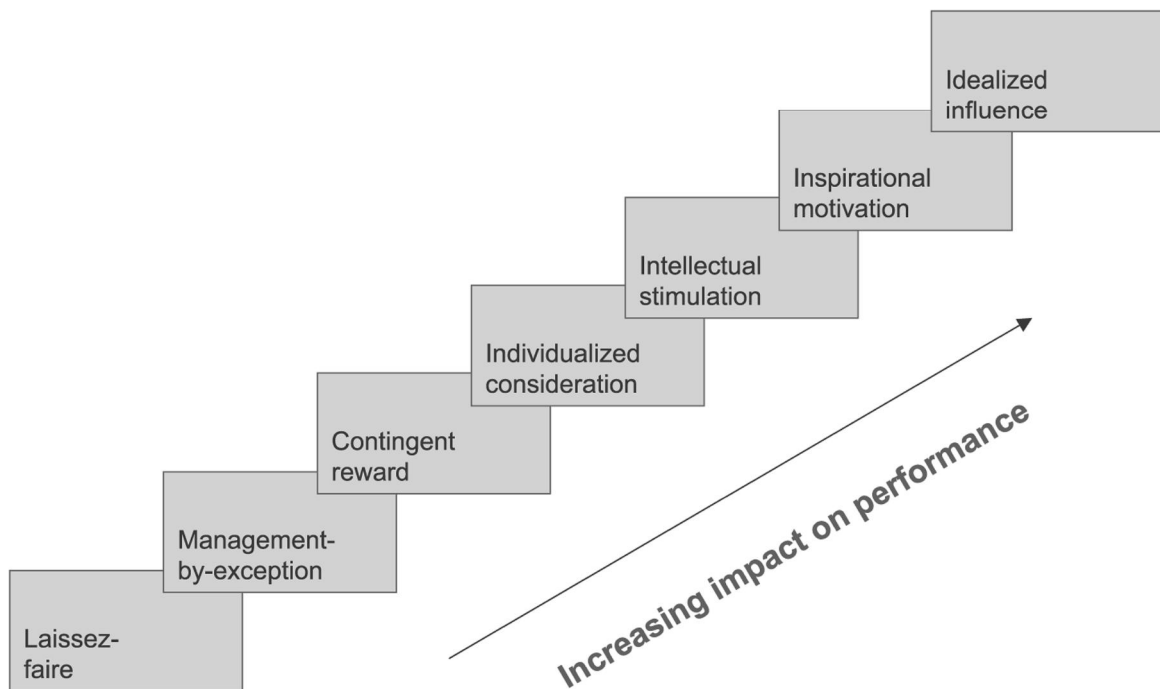 Idealized
influence
Inspirational
motivation
Intellectual
stimulation
Individualized
consideration
Contingent
reward
Management-
by-exception
Laissez-
faire
Increasing impact on performance